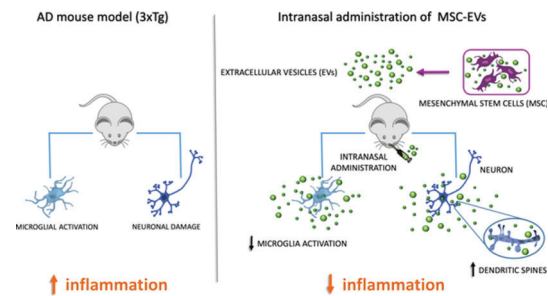 AD mouse model (3xTg)
MICROGLIAL ACTIVATION
NEURONAL DAMAGE
inflammation
Intranasal administration of MSC-EVs
EXTRACELLULAR VESICLES (EVs)
MESENCHYMAL STEM CELLS (MSC)
INTRANASAL
ADMINISTRATION
NEURON
MICROGLIA ACTIVATION
DENDRITIC SPINES
inflammation